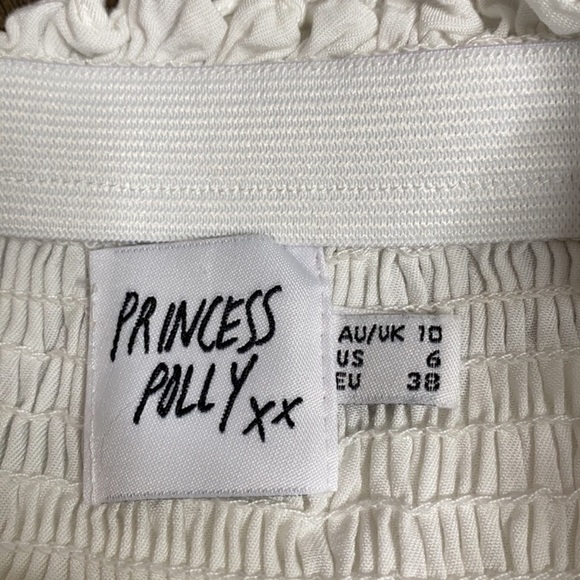 PRINCESS
POLLY xx
AU/UK 10
US 6
EU 38